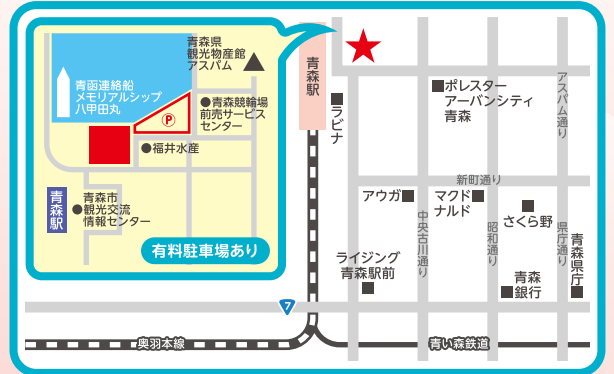 青森県
観光物産館
アスパム
青函連絡船
メモリアルシップ
八甲田丸
P
青森競輪場
前売サービス
センター
福井水産
青森駅
青森市
観光交流
情報センター
有料駐車場あり
青森駅
ラビナ
ポレスター
アーバンシティ
青森
アスパム通り
新町通り
アウガ
マクド
ナルド
さくら野
中央古川通り
昭和通り
県庁通り
青森県庁
ライジング
青森駅前
青森
銀行
7
奥羽本線
青い森鉄道